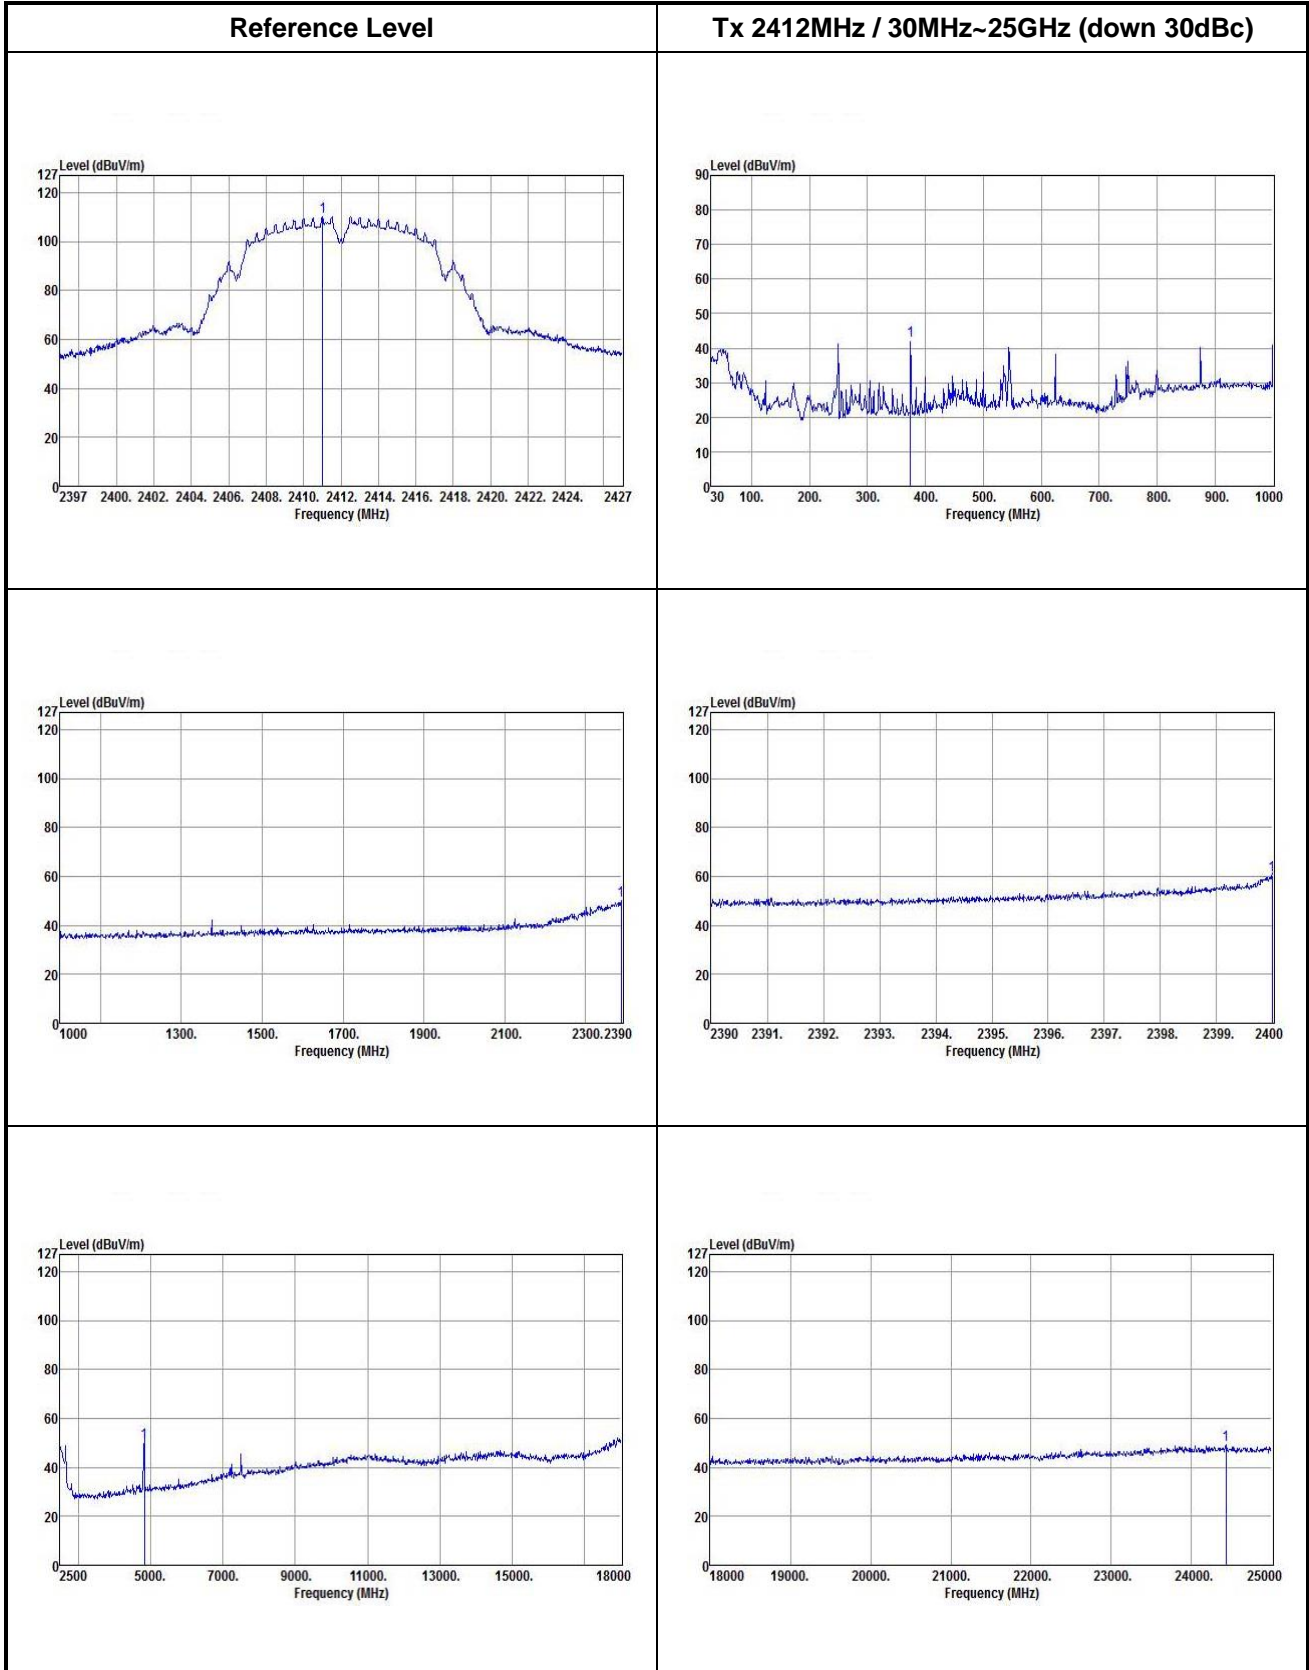 Reference Level
Tx 2412MHz / 30MHz~25GHz (down 30dBc)
Level (dBuV/m)
127
120
100
80
60
40
20
0
1
2397 2400. 2402. 2404. 2406. 2408. 2410. 2412. 2414. 2416. 2418. 2420. 2422. 2424. 2427
Frequency (MHz)
Level (dBuV/m)
90
80
70
60
50
40
30
20
10
0
1
30 100. 200. 300. 400. 500. 600. 700. 800. 900. 1000
Frequency (MHz)
Level (dBuV/m)
127
120
100
80
60
40
20
0
1
1000 1300. 1500. 1700. 1900. 2100. 2300. 2390
Frequency (MHz)
Level (dBuV/m)
127
120
100
80
60
40
20
0
1
2390 2391. 2392. 2393. 2394. 2395. 2396. 2397. 2398. 2399. 2400
Frequency (MHz)
Level (dBuV/m)
127
120
100
80
60
40
20
0
1
2500 5000. 7000. 9000. 11000. 13000. 15000. 18000
Frequency (MHz)
Level (dBuV/m)
127
120
100
80
60
40
20
0
1
18000 19000. 20000. 21000. 22000. 23000. 24000. 25000
Frequency (MHz)